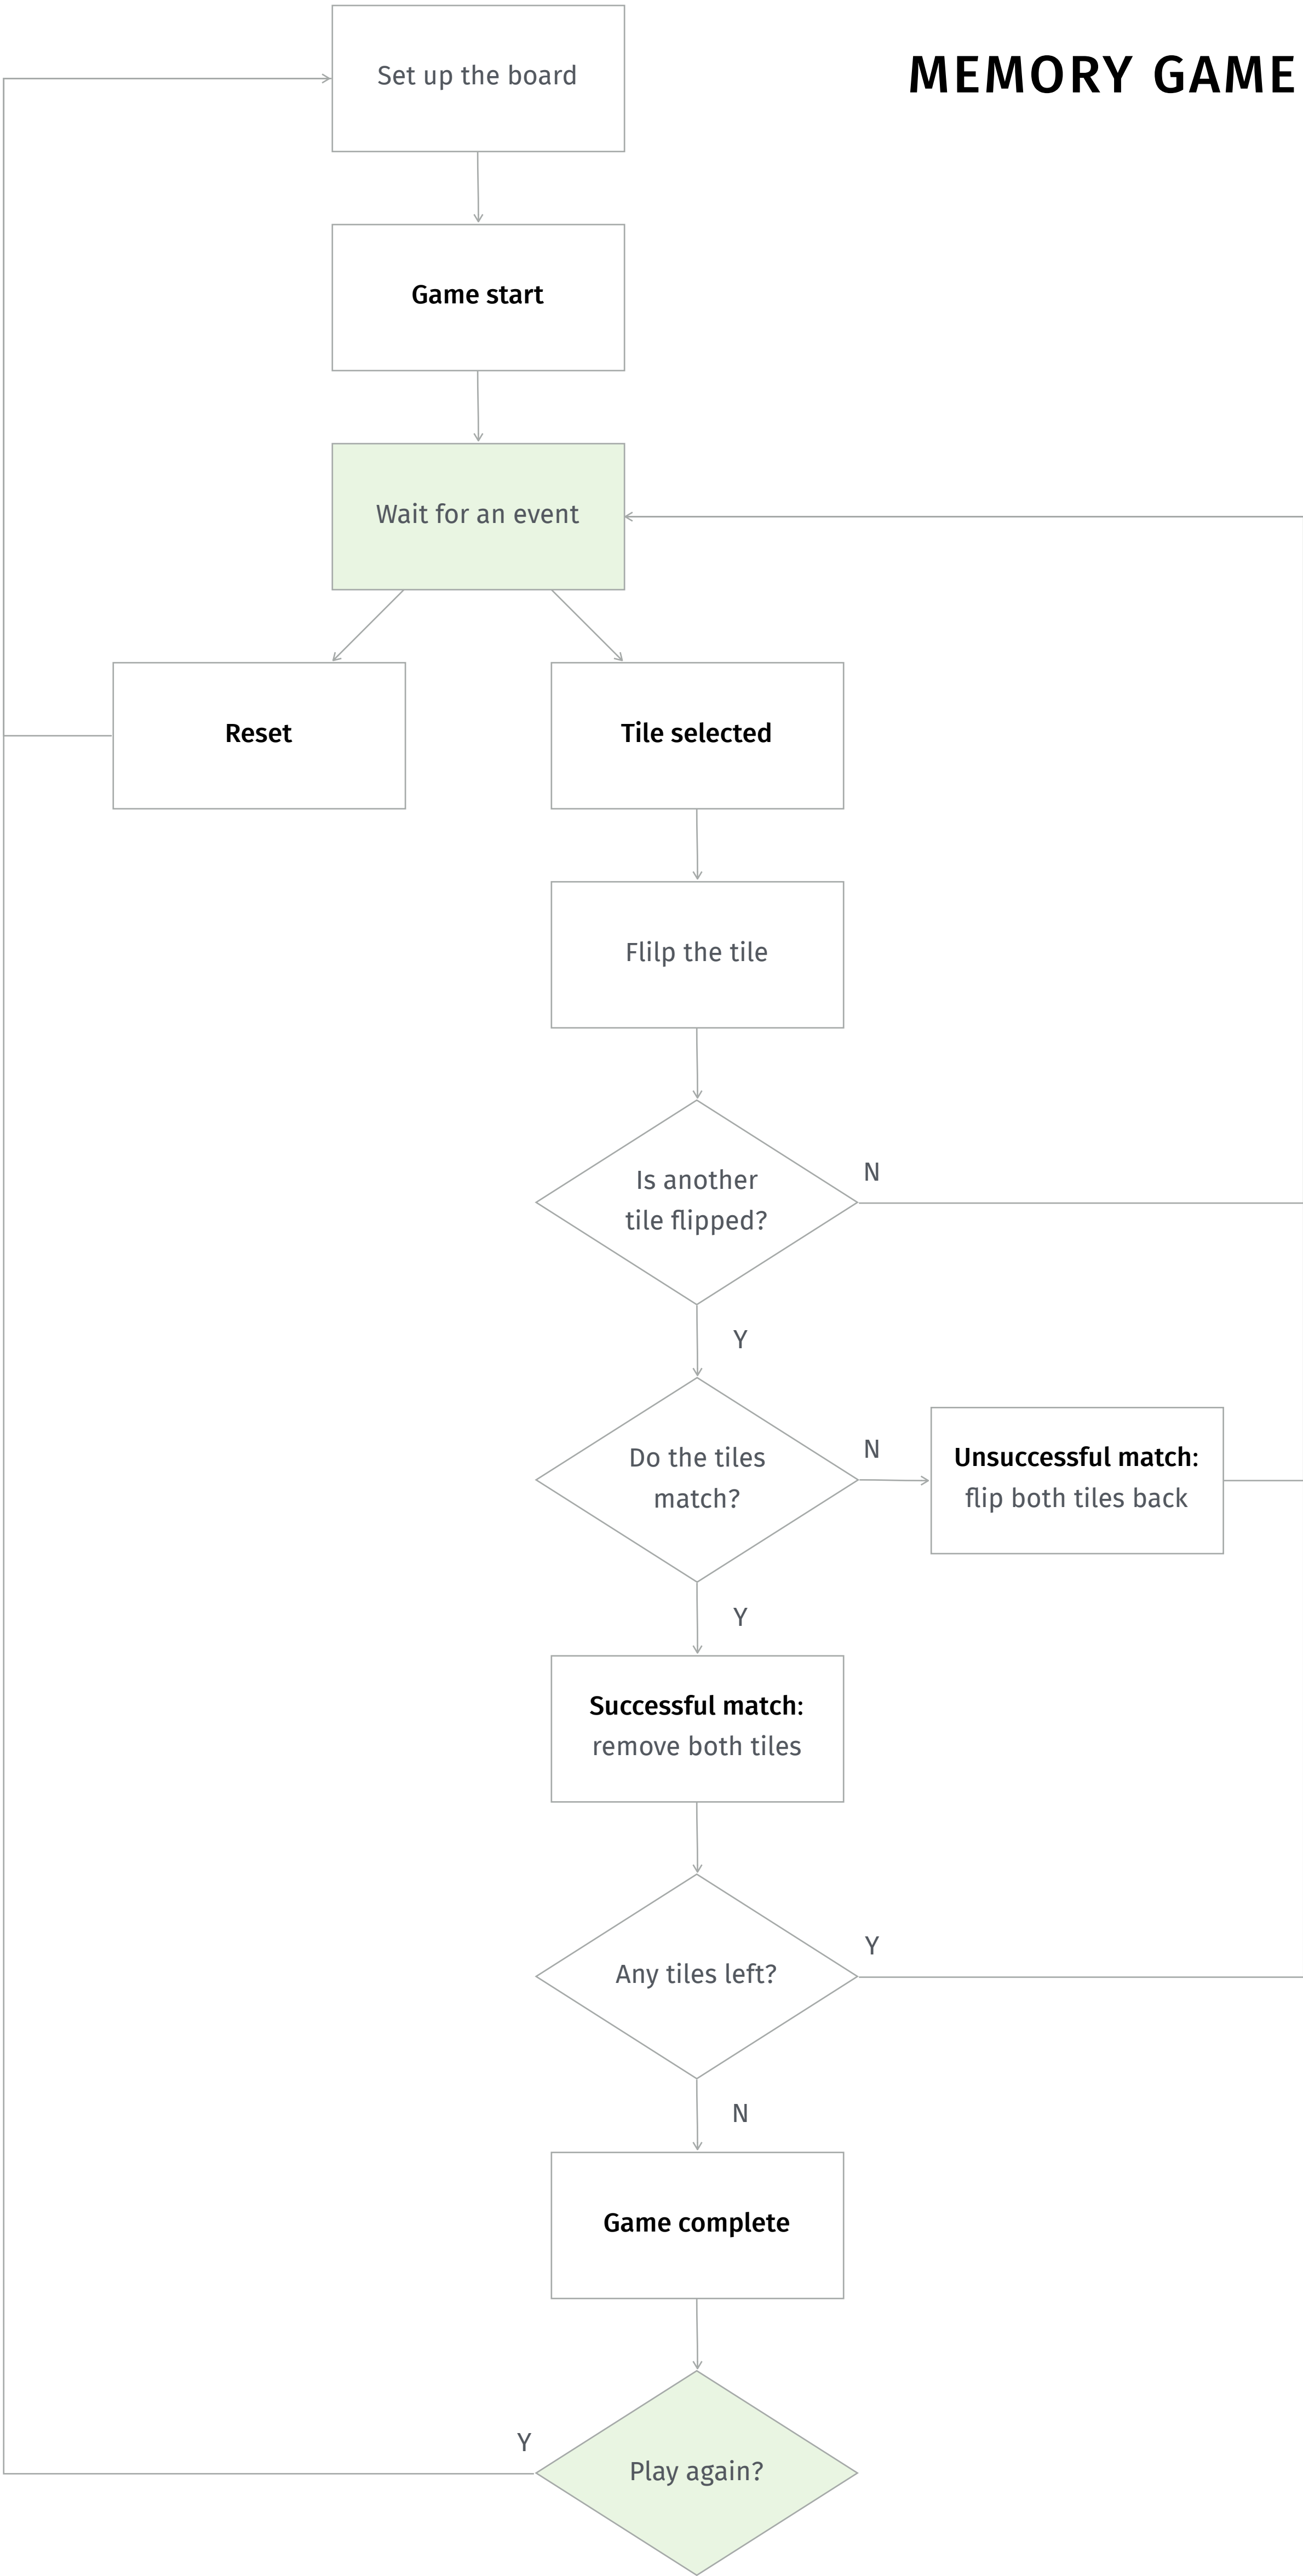 MEMORY GAME
Set up the board
Game start
Wait for an event
Reset
Tile selected
Flilp the tile
Is another
tile flipped?
N
Y
Do the tiles
match?
N
Unsuccessful match:
flip both tiles back
Y
Successful match:
remove both tiles
Any tiles left?
Y
N
Game complete
Y
Play again?